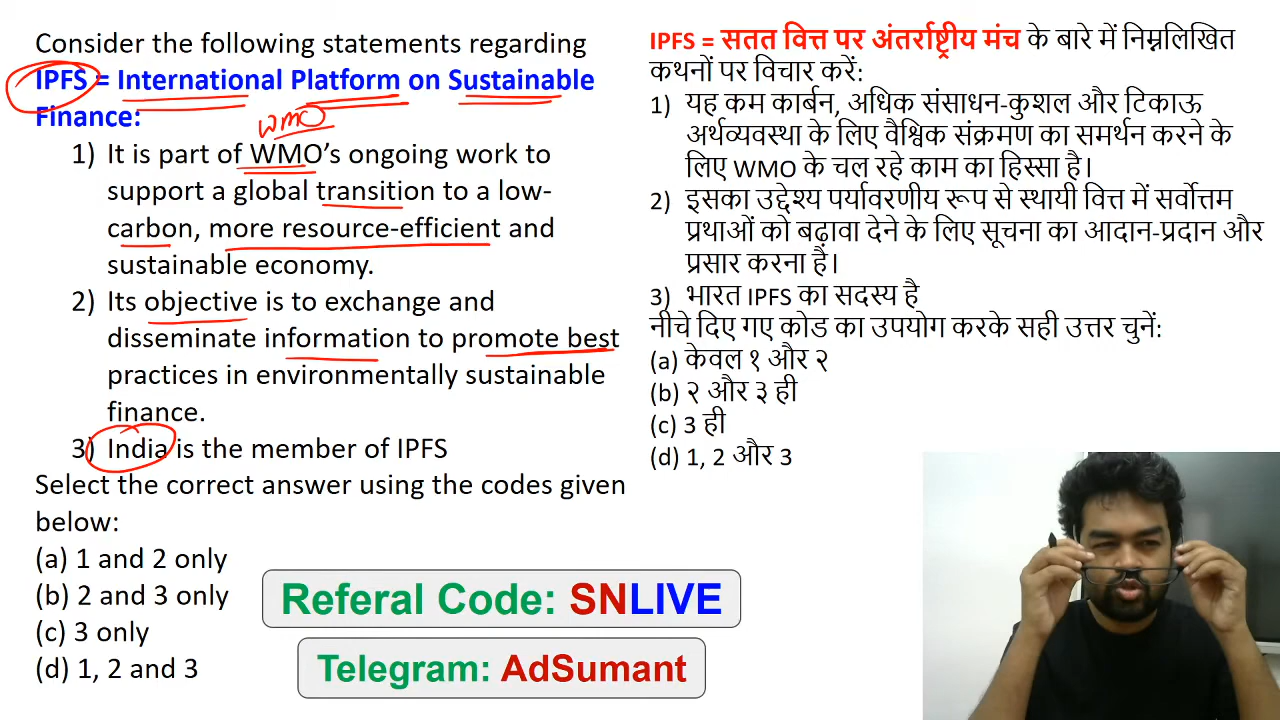 Consider the following statements regarding
IPFS = International Platform on Sustainable
Finance:
WMO
1) It is part of WMO's ongoing work to
support a global transition to a low-
carbon, more resource-efficient and
sustainable economy.
2) Its objective is to exchange and
disseminate information to promote best
practices in environmentally sustainable
finance.
3) India is the member of IPFS
Select the correct answer using the codes given
below:
(a) 1 and 2 only
(b) 2 and 3 only
(c) 3 only
(d) 1, 2 and 3
IPFS = सतत वित्त पर अंतर्राष्ट्रीय मंच के बारे में निम्नलिखित
कथनों पर विचार करें:
1) यह कम कार्बन, अधिक संसाधन-कुशल और टिकाऊ
अर्थव्यवस्था के लिए वैश्विक संक्रमण का समर्थन करने के
लिए WMO के चल रहे काम का हिस्सा है।
2) इसका उद्देश्य पर्यावरणीय रूप से स्थायी वित्त में सर्वोत्तम
प्रथाओं को बढ़ावा देने के लिए सूचना का आदान-प्रदान और
प्रसार करना है।
3) भारत IPFS का सदस्य है
नीचे दिए गए कोड का उपयोग करके सही उत्तर चुनें:
(a) केवल १ और २
(b) २ और ३ ही
(c) 3 ही
(d) 1, 2 और 3
Referal Code: SNLIVE
Telegram: AdSumant